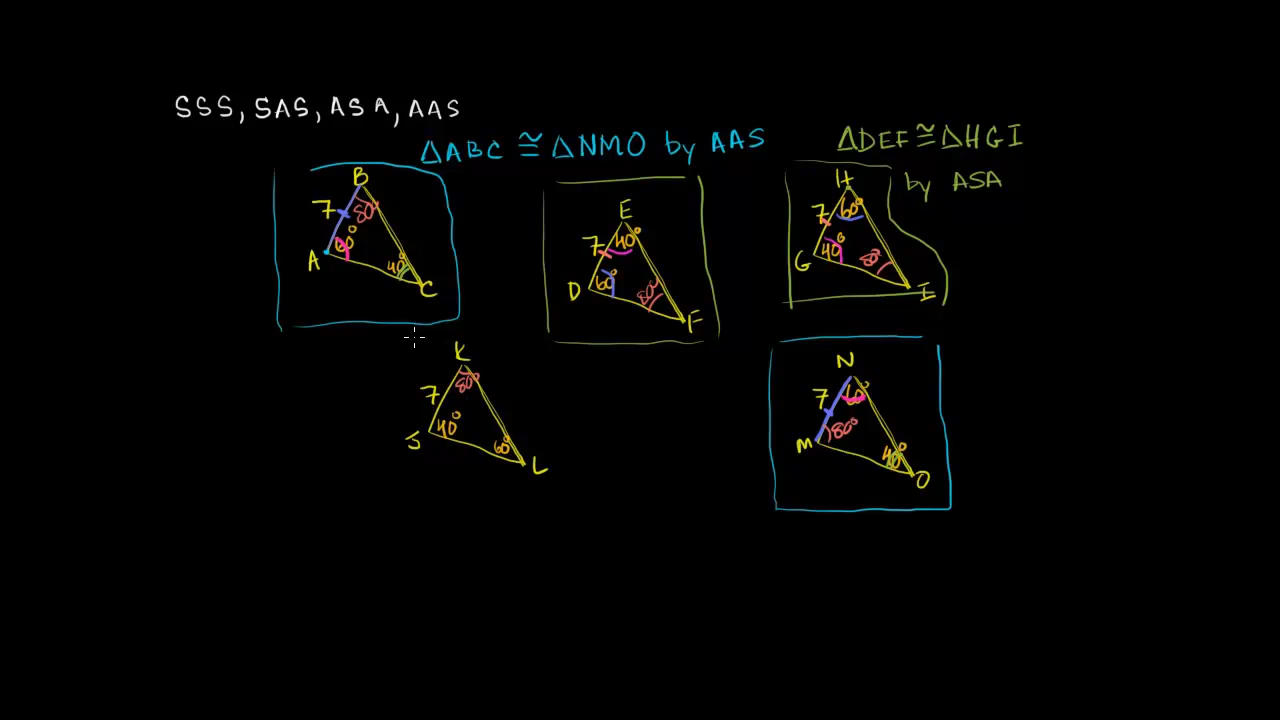 SSS, SAS, ASA, AAS
△ABC ≅ △NMO by AAS
△DEF ≅ △HGI
by ASA
B
7
80
A
60°
40°
C
E
7
40°
D
60°
80°
F
H
7
60°
G
40°
80°
I
K
7
80°
J
40°
60°
L
N
7
60°
M
80°
40°
O